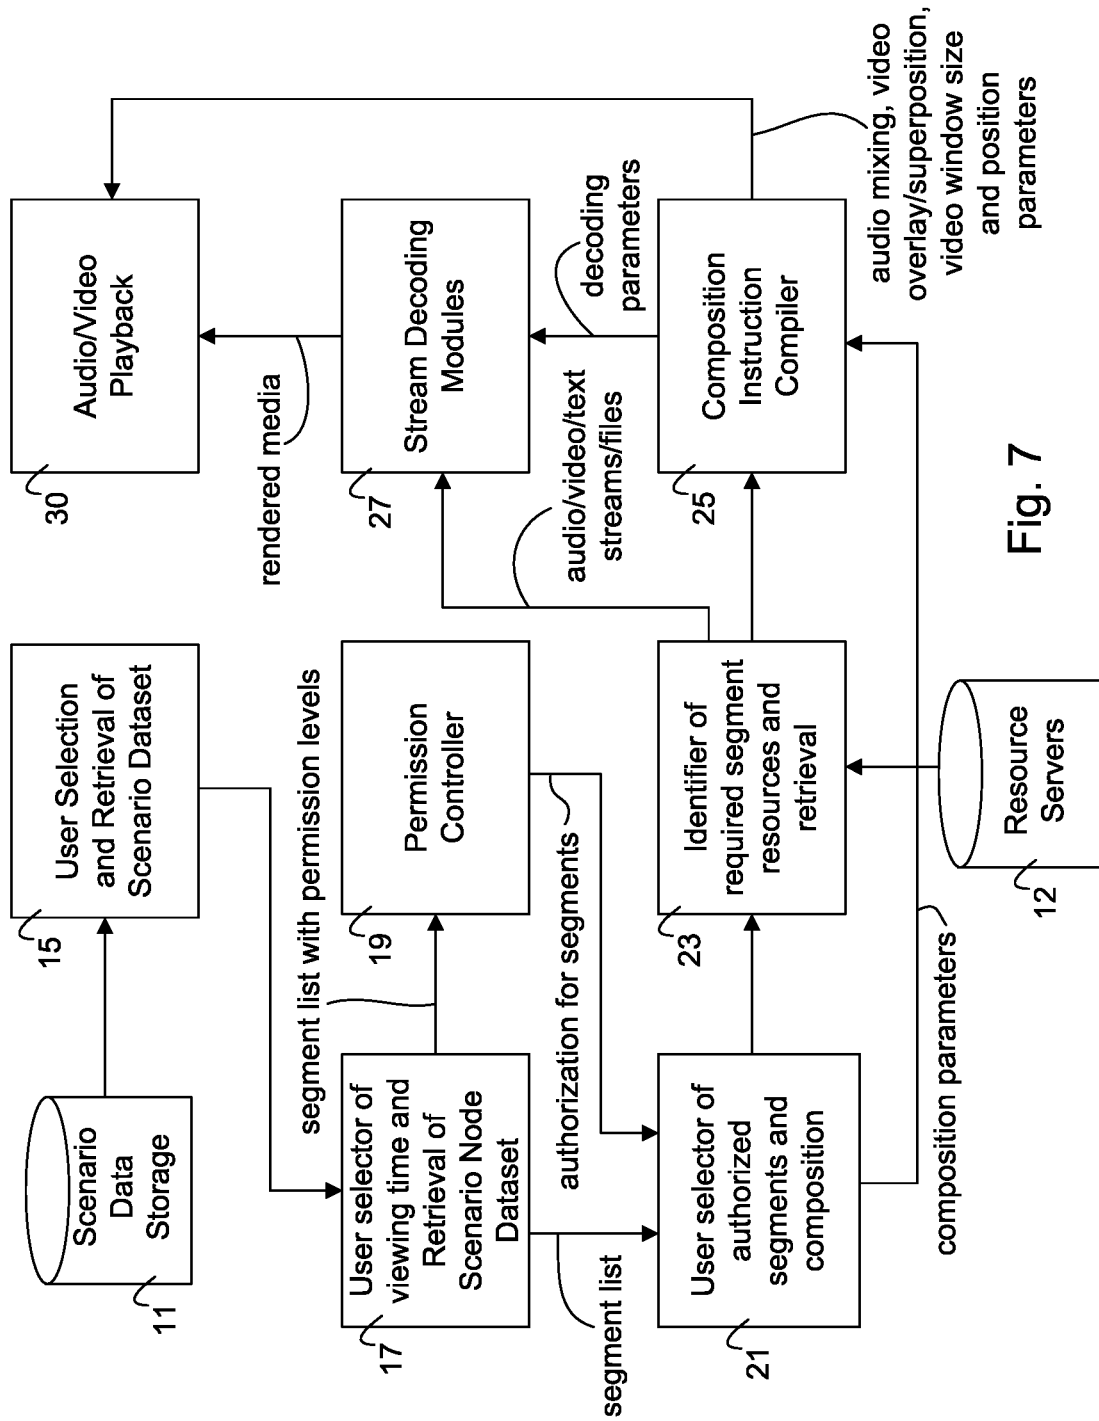 Scenario
Data
Storage
11
User Selection
and Retrieval of
Scenario Dataset
15
Audio/Video
Playback
30
segment list with permission levels
rendered media
User selector of
viewing time and
Retrieval of
Scenario Node
Dataset
17
Permission
Controller
19
Stream Decoding
Modules
27
segment list
authorization for segments
audio/video/text
streams/files
decoding
parameters
User selector of
authorized
segments and
composition
21
Identifier of
required segment
resources and
retrieval
23
Composition
Instruction
Compiler
25
composition parameters
Resource
Servers
12
audio mixing, video
overlay/superposition,
video window size
and position
parameters
Fig. 7